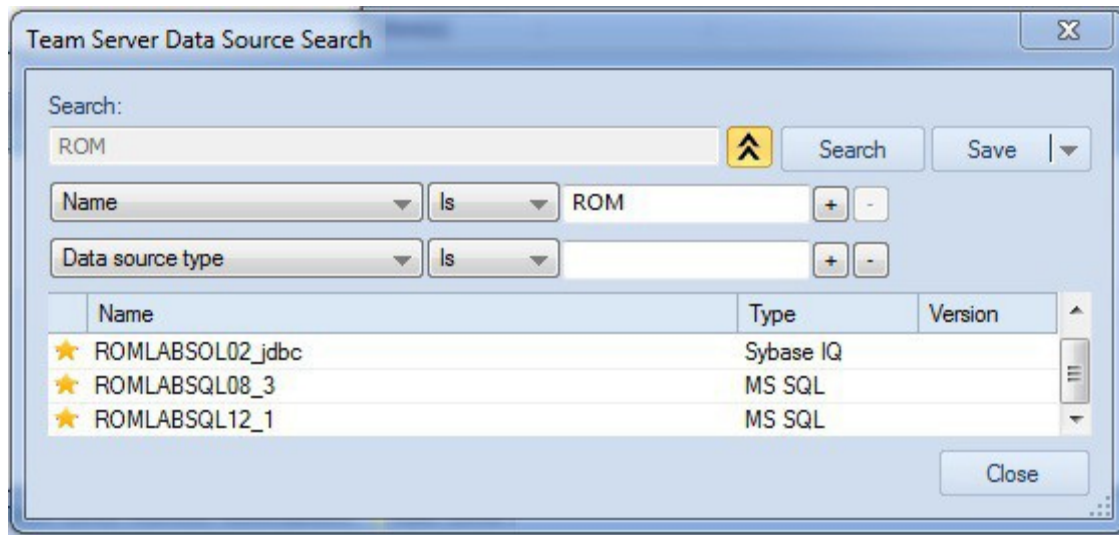 Team Server Data Source Search
Search:
ROM
Search
Save
Name Is ROM + -
Data source type Is + -
Name Type Version
ROMLABSOL02_jdbc Sybase IQ
ROMLABSQL08_3 MS SQL
ROMLABSQL12_1 MS SQL
Close